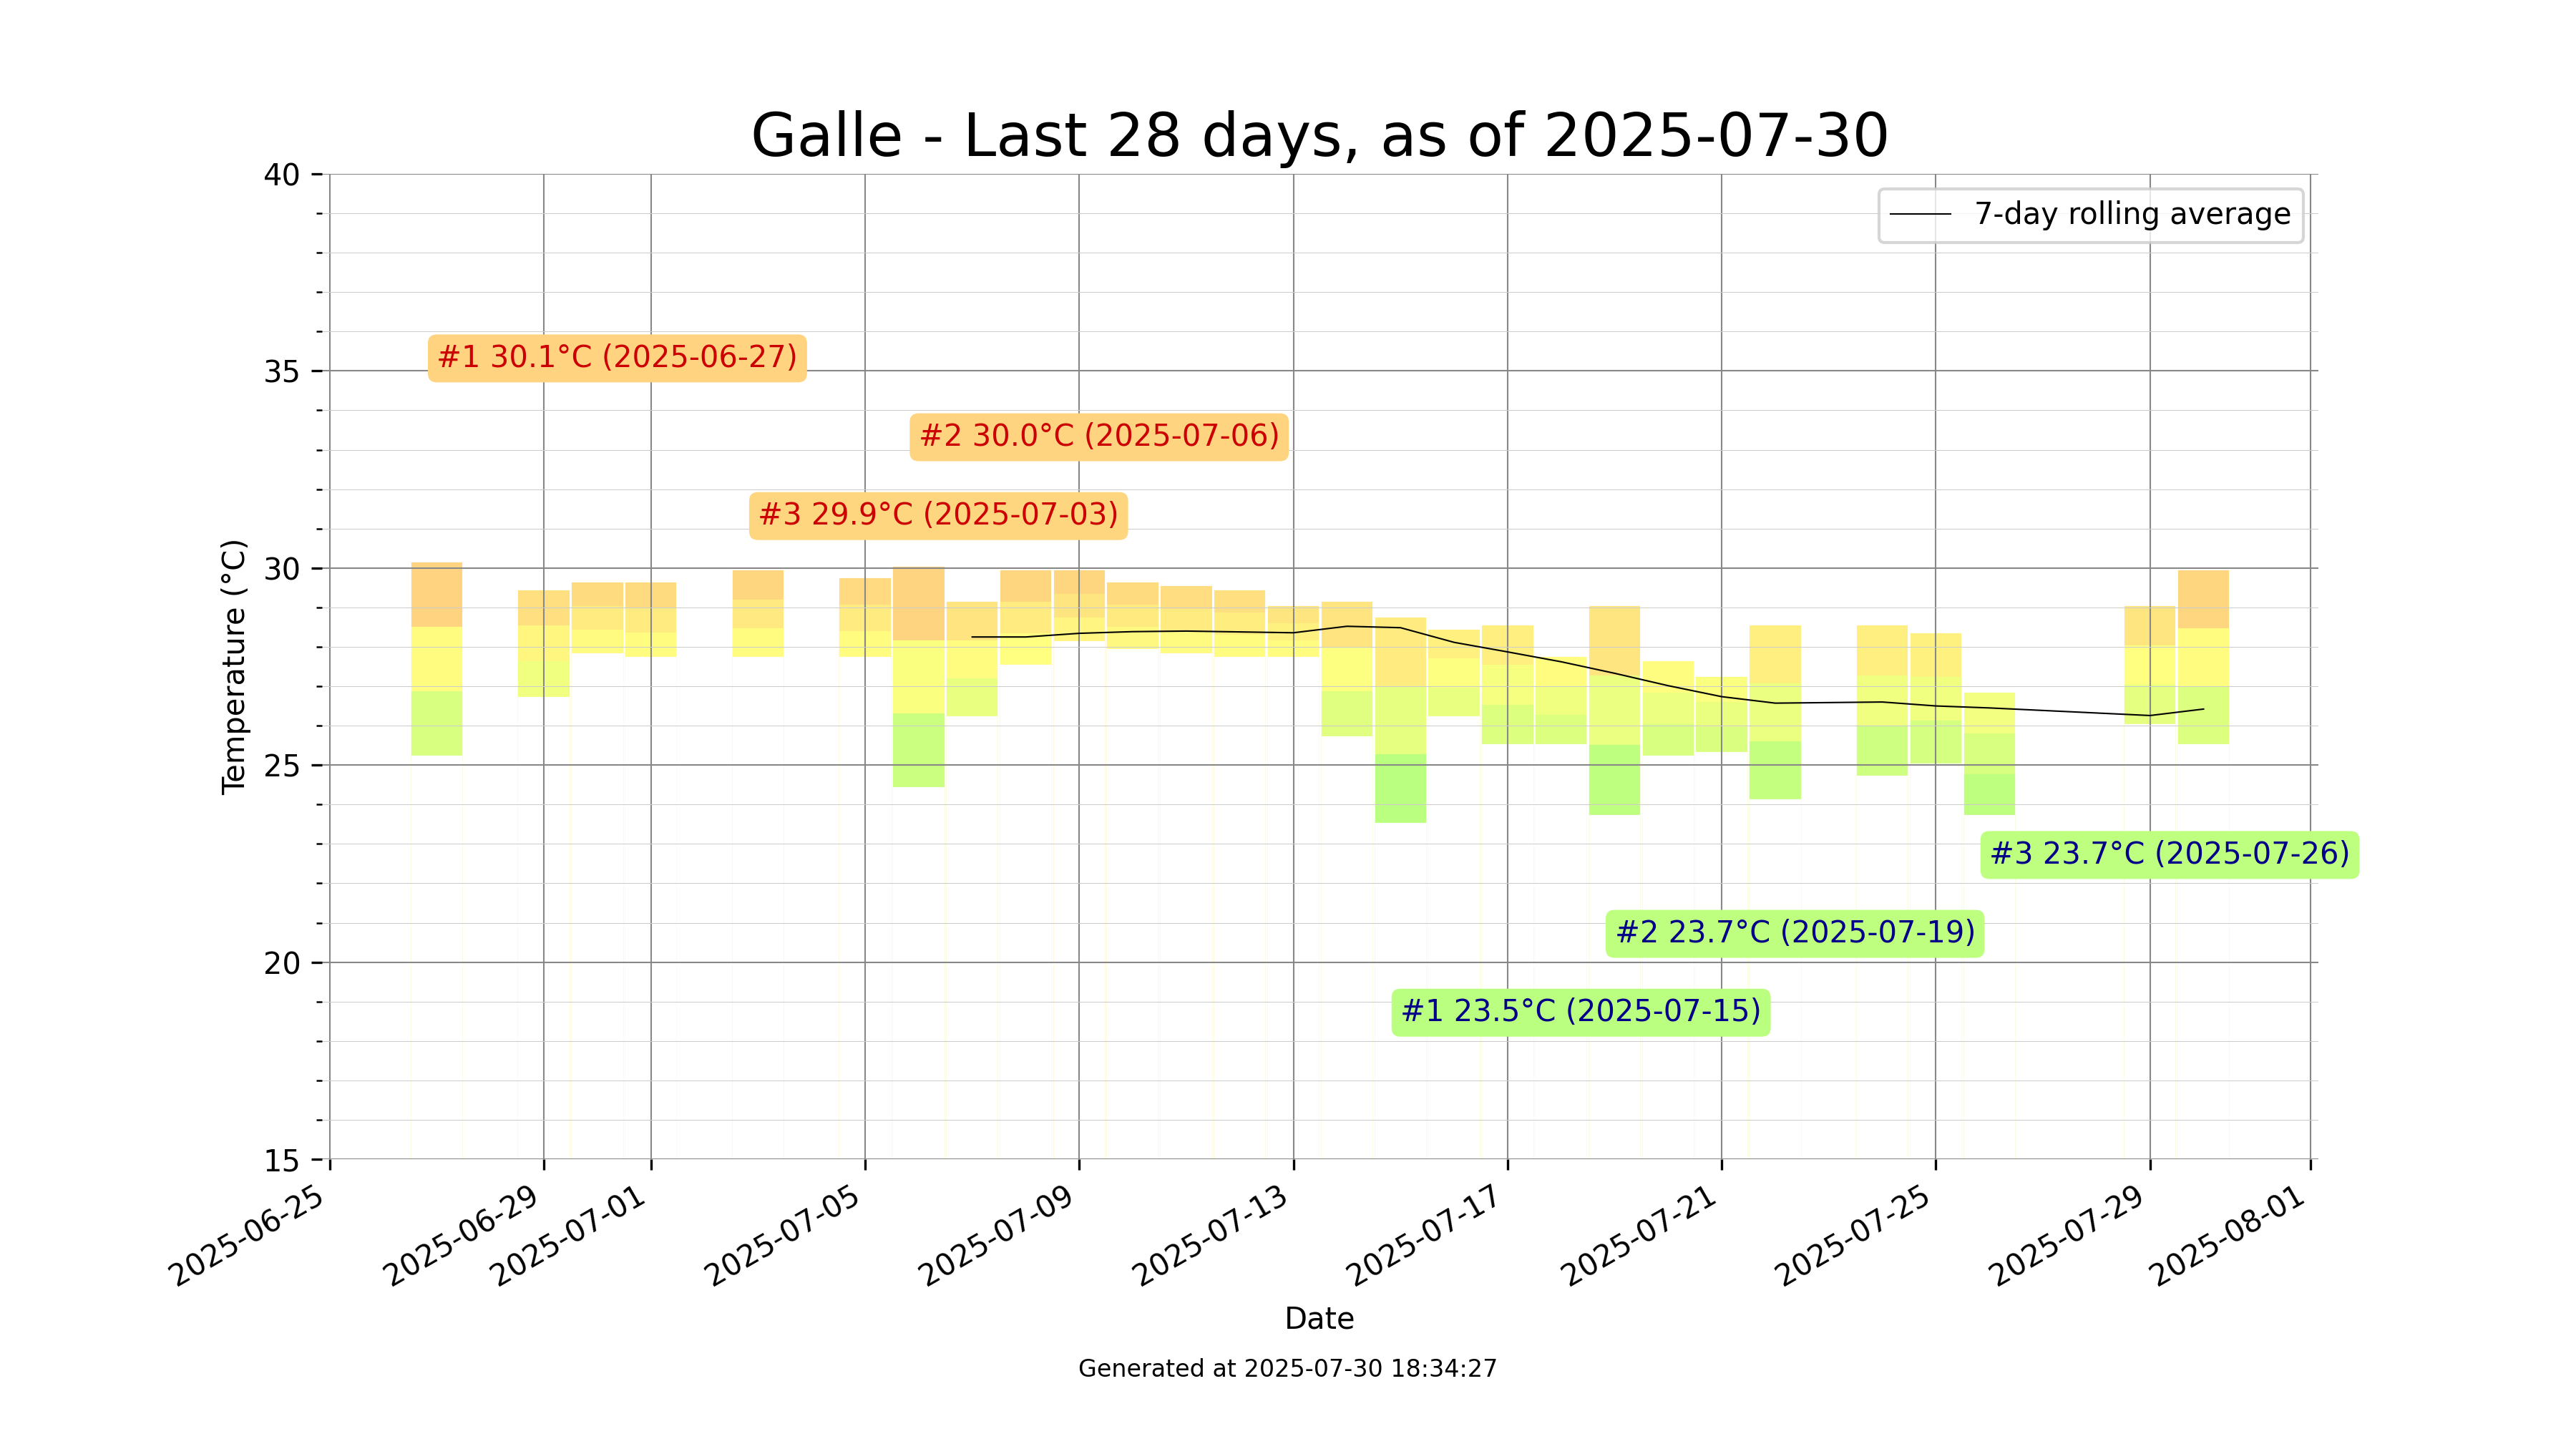 Galle - Last 28 days, as of 2025-07-30
40
7-day rolling average
#1 30.1°C (2025-06-27)
35
#2 30.0°C (2025-07-06)
#3 29.9°C (2025-07-03)
30
Temperature (°C)
25
#3 23.7°C (2025-07-26)
#2 23.7°C (2025-07-19)
20
#1 23.5°C (2025-07-15)
15
2025-06-25
2025-06-29
2025-07-01
2025-07-05
2025-07-09
2025-07-13
2025-07-17
2025-07-21
2025-07-25
2025-07-29
2025-08-01
Date
Generated at 2025-07-30 18:34:27